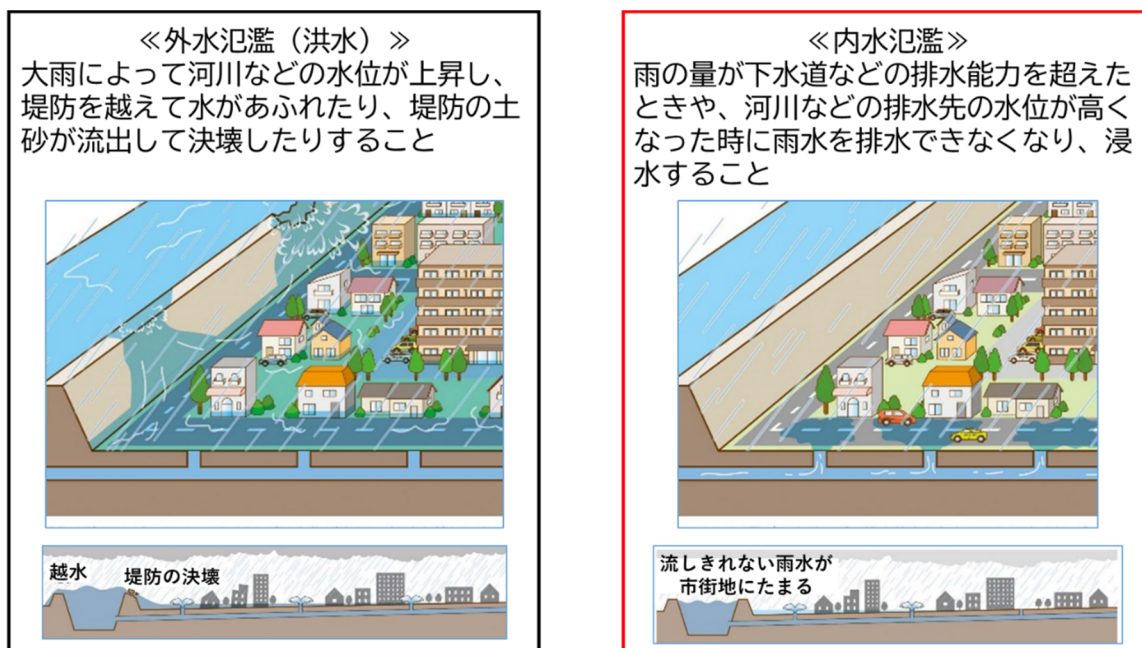 ≪外水氾濫（洪水）≫
大雨によって河川などの水位が上昇し、
堤防を越えて水があふれたり、堤防の土
砂が流出して決壊したりすること
越水
堤防の決壊
≪内水氾濫≫
雨の量が下水道などの排水能力を超えた
ときや、河川などの排水先の水位が高く
なった時に雨水を排水できなくなり、浸
水すること
流しきれない雨水が
市街地にたまる